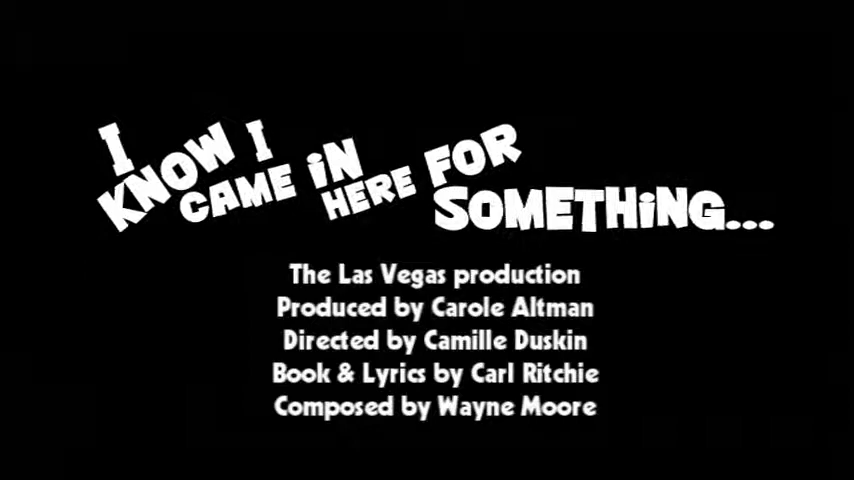 I KNOW I CAME iN HERE FOR SOMETHiNG...
The Las Vegas production
Produced by Carole Altman
Directed by Camille Duskin
Book & Lyrics by Carl Ritchie
Composed by Wayne Moore